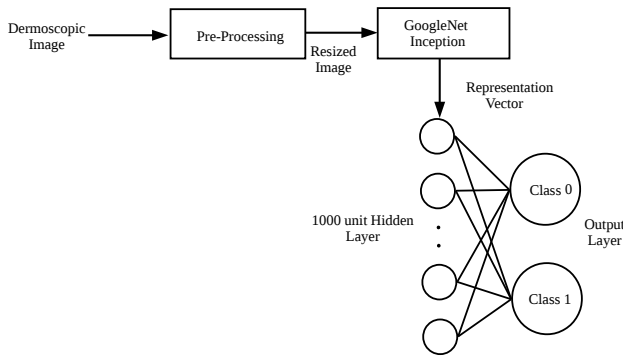 Dermoscopic
Image
Pre-Processing
Resized
Image
GoogleNet
Inception
Representation
Vector
1000 unit Hidden
Layer
Class 0
Output
Layer
Class 1